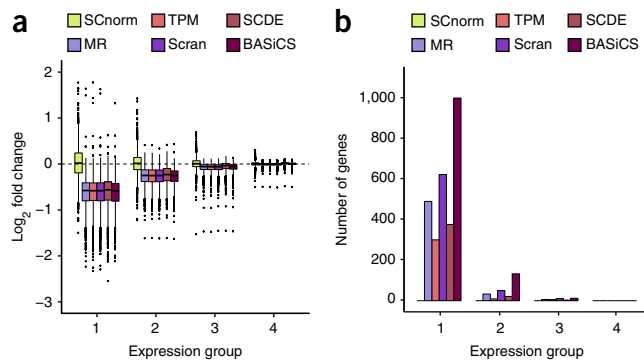 a
SCnorm TPM SCDE
MR Scran BASiCS
Log2 fold change
2
1
0
−1
−2
−3
1 2 3 4
Expression group
b
SCnorm TPM SCDE
MR Scran BASiCS
Number of genes
1,000
800
600
400
200
0
1 2 3 4
Expression group